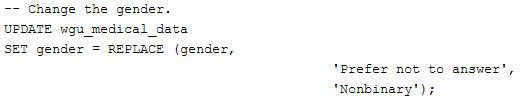 -- Change the gender.
UPDATE wgu_medical_data
SET gender = REPLACE (gender,
'Prefer not to answer',
'Nonbinary');